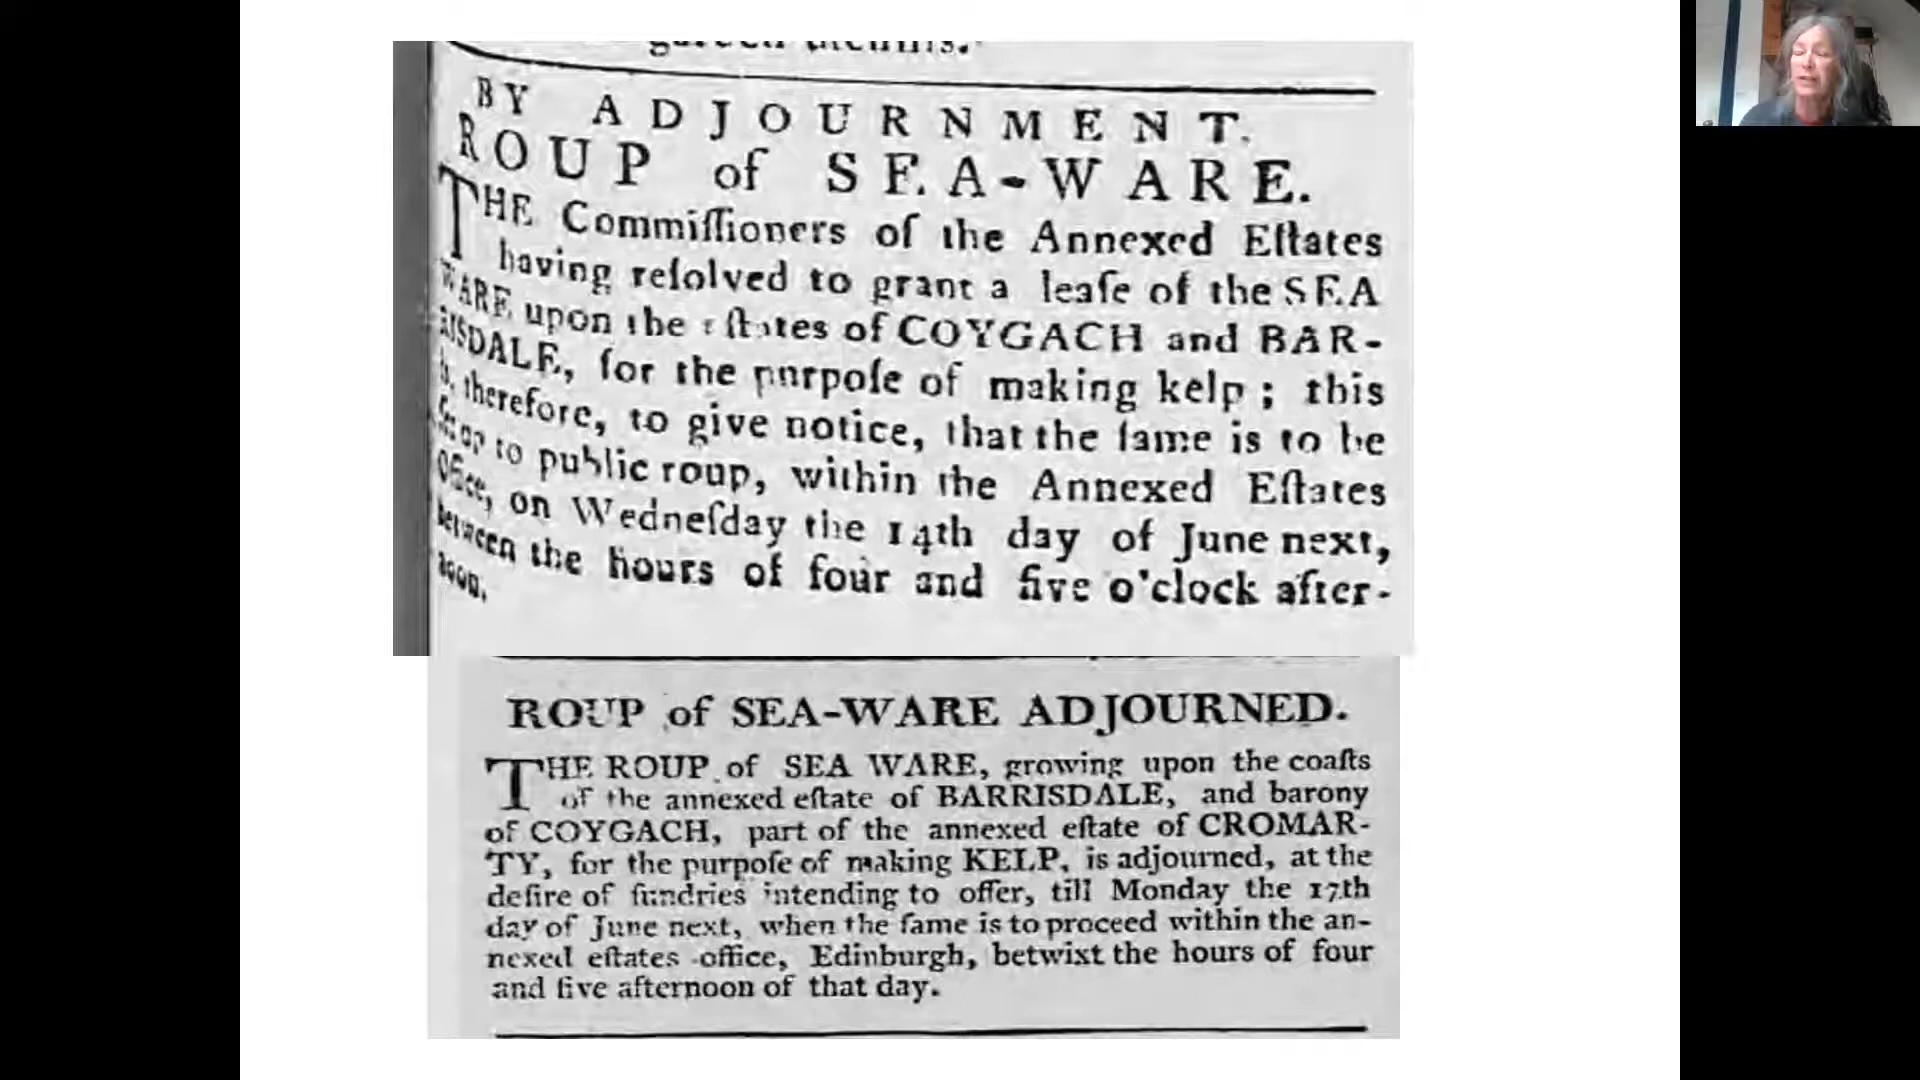 BY ADJOURNMENT.
ROUP of SEA-WARE.
THE Commiſſioners of the Annexed Eſtates
having reſolved to grant a leaſe of the SEA
WARE upon the eſtates of COYGACH and BAR-
RISDALE, for the purpoſe of making kelp; this
is, therefore, to give notice, that the ſame is to be
ſet up to public roup, within the Annexed Eſtates
Office, on Wedneſday the 14th day of June next,
between the hours of four and five o'clock after-
noon.
ROUP of SEA-WARE ADJOURNED.
THE ROUP of SEA WARE, growing upon the coaſts
of the annexed eſtate of BARRISDALE, and barony
of COYGACH, part of the annexed eſtate of CROMAR-
TY, for the purpoſe of making KELP, is adjourned, at the
deſire of ſundries intending to offer, till Monday the 17th
day of June next, when the ſame is to proceed within the an-
nexed eſtates office, Edinburgh, betwixt the hours of four
and five afternoon of that day.